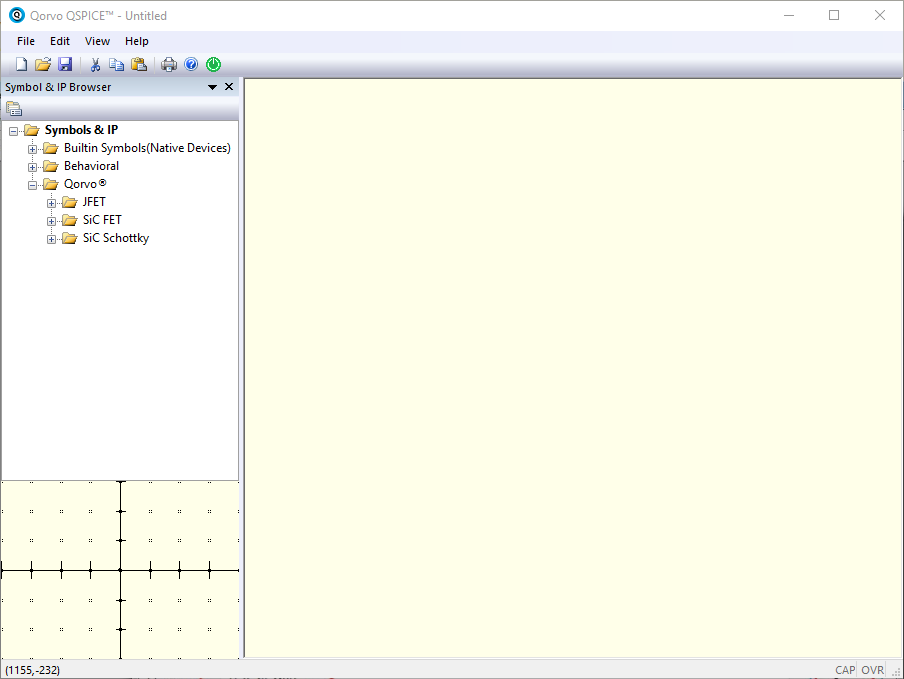 Qorvo QSPICE™ - Untitled
File Edit View Help
Symbol & IP Browser
Symbols & IP
Builtin Symbols(Native Devices)
Behavioral
Qorvo®
JFET
SiC FET
SiC Schottky
(1155,-232)
CAP OVR